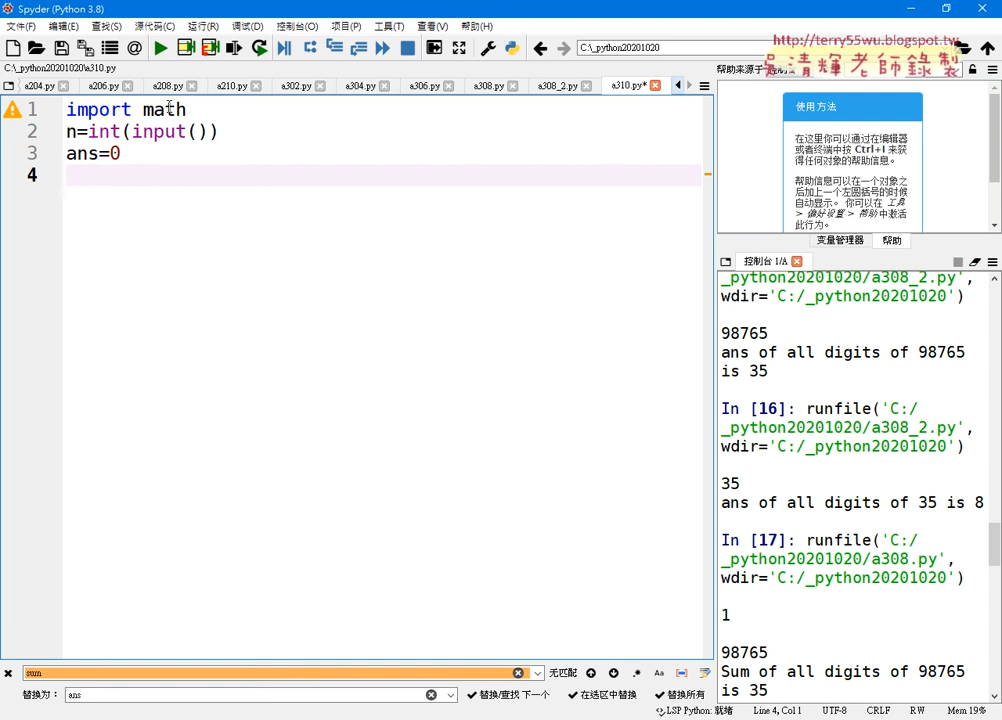 Spyder (Python 3.8)
文件(F) 编辑(E) 查找(S) 源代码(C) 运行(R) 调试(D) 控制台(O) 项目(P) 工具(T) 查看(V) 帮助(H)
C:\_python20201020
http://terry55wu.blogspot.tw
吳清輝老師錄製
C:\_python20201020\a310.py
帮助来源于
a204.py a206.py a208.py a210.py a302.py a304.py a306.py a308.py a308_2.py a310.py*
1 import math
2 n=int(input())
3 ans=0
4
使用方法
在这里你可以通过在编辑器
或者终端中按 Ctrl+I 来获
得任何对象的帮助信息。
帮助信息可以在一个对象之
后加上一个左圆括号的时候
自动显示。 你可以在 工具
> 偏好设置 > 帮助中激活
此行为。
变量管理器 帮助
控制台 1/A
_python20201020/a308_2.py',
wdir='C:/_python20201020')
98765
ans of all digits of 98765
is 35
In [16]: runfile('C:/
_python20201020/a308_2.py',
wdir='C:/_python20201020')
35
ans of all digits of 35 is 8
In [17]: runfile('C:/
_python20201020/a308.py',
wdir='C:/_python20201020')
1
98765
Sum of all digits of 98765
is 35
sum 无匹配 .* Aa
替换为: ans 替换/查找 下一个 在选区中替换 替换所有
LSP Python: 就绪 Line 4, Col 1 UTF-8 CRLF RW Mem 19%